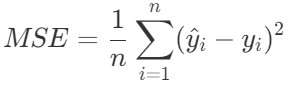 MSE = \frac{1}{n} \sum_{i=1}^{n} (\hat{y}_i - y_i)^2